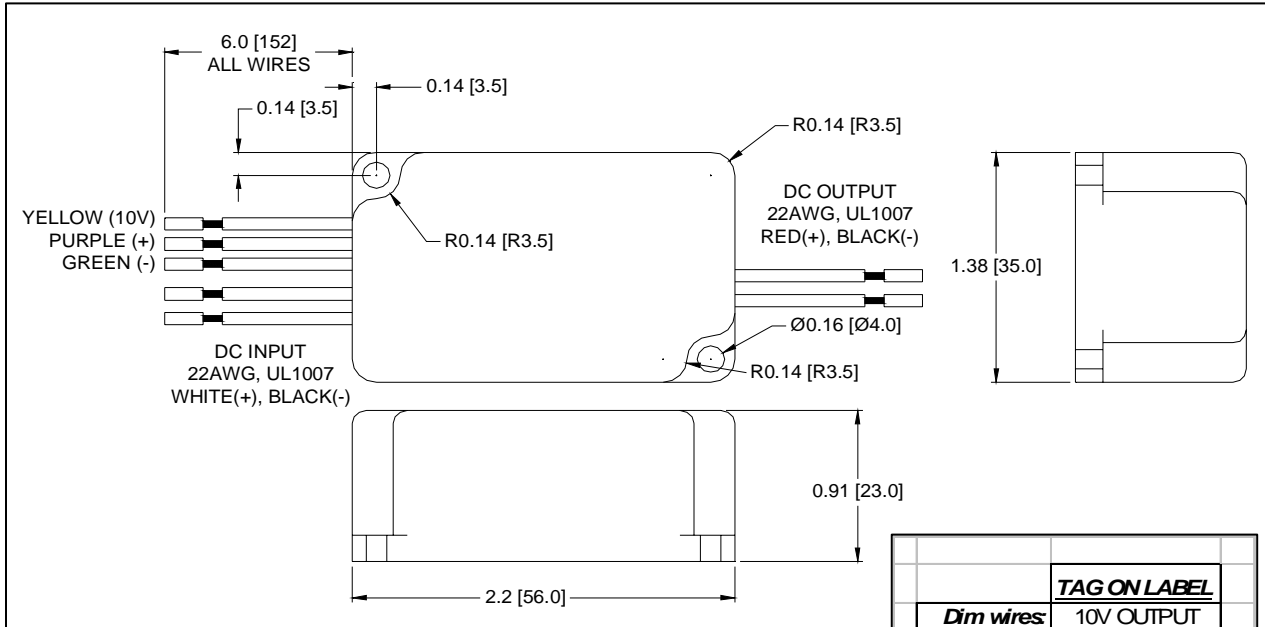 6.0 [152]
ALL WIRES
0.14 [3.5]
0.14 [3.5]
R0.14 [R3.5]
DC OUTPUT
22AWG, UL1007
RED(+), BLACK(-)
YELLOW (10V)
PURPLE (+)
GREEN (-)
R0.14 [R3.5]
1.38 [35.0]
Ø0.16 [Ø4.0]
R0.14 [R3.5]
DC INPUT
22AWG, UL1007
WHITE(+), BLACK(-)
0.91 [23.0]
2.2 [56.0]
TAG ON LABEL
Dim wires: 10V OUTPUT